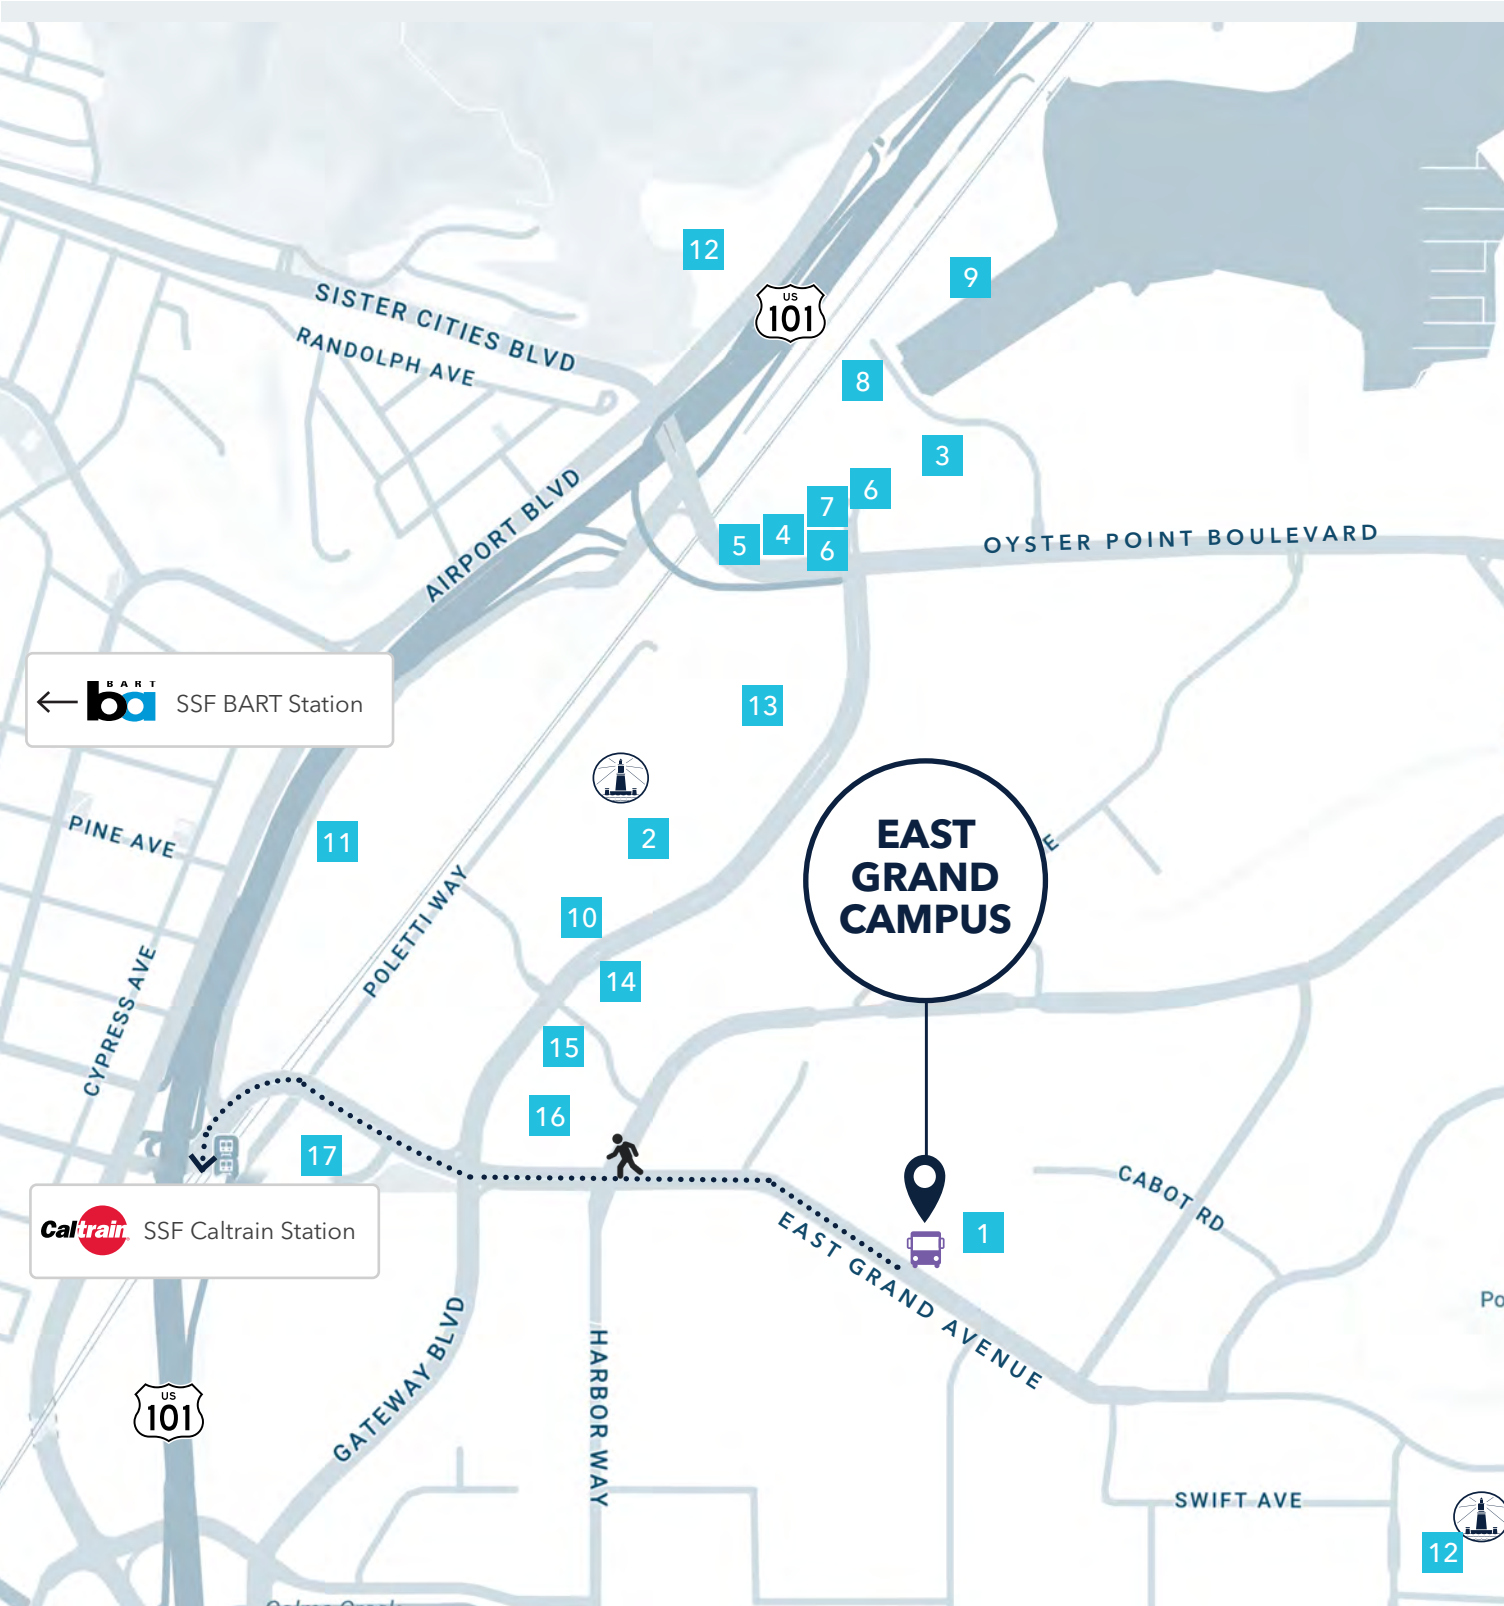 12
9
US
101
SISTER CITIES BLVD
RANDOLPH AVE
8
3
6
7
4
5
6
AIRPORT BLVD
OYSTER POINT BOULEVARD
BART
ba
SSF BART Station
13
2
11
PINE AVE
EAST
GRAND
CAMPUS
E
POLETTI WAY
10
14
CYPRESS AVE
15
16
17
Caltrain
SSF Caltrain Station
CABOT RD
1
EAST GRAND AVENUE
GATEWAY BLVD
HARBOR WAY
Po
US
101
SWIFT AVE
12